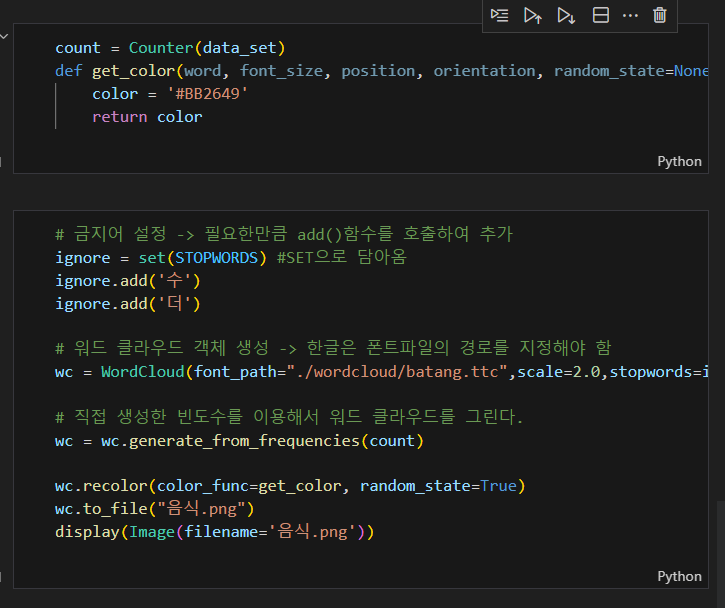 count = Counter(data_set)
def get_color(word, font_size, position, orientation, random_state=None
    color = '#BB2649'
    return color
Python
# 금지어 설정 -> 필요한만큼 add()함수를 호출하여 추가
ignore = set(STOPWORDS) #SET으로 담아옴
ignore.add('수')
ignore.add('더')

# 워드 클라우드 객체 생성 -> 한글은 폰트파일의 경로를 지정해야 함
wc = WordCloud(font_path="./wordcloud/batang.ttc",scale=2.0,stopwords=i

# 직접 생성한 빈도수를 이용해서 워드 클라우드를 그린다.
wc = wc.generate_from_frequencies(count)

wc.recolor(color_func=get_color, random_state=True)
wc.to_file("음식.png")
display(Image(filename='음식.png'))
Python